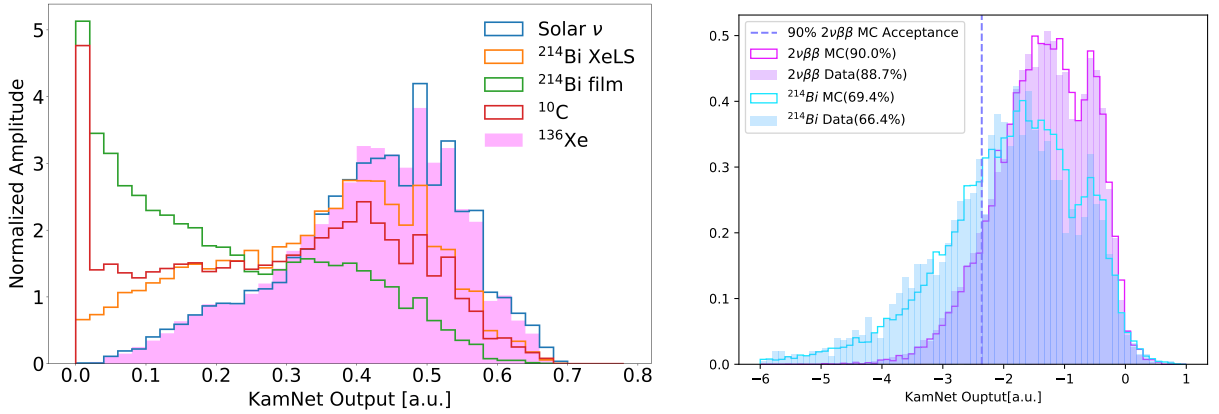 Normalized Amplitude
5
4
3
2
1
0
Solar ν
²¹⁴Bi XeLS
²¹⁴Bi film
¹⁰C
¹³⁶Xe
0.0 0.1 0.2 0.3 0.4 0.5 0.6 0.7 0.8
KamNet Output [a.u.]
0.5
0.4
0.3
0.2
0.1
0.0
90% 2νββ MC Acceptance
2νββ MC(90.0%)
2νββ Data(88.7%)
²¹⁴Bi MC(69.4%)
²¹⁴Bi Data(66.4%)
−6 −5 −4 −3 −2 −1 0 1
KamNet Outptut[a.u.]